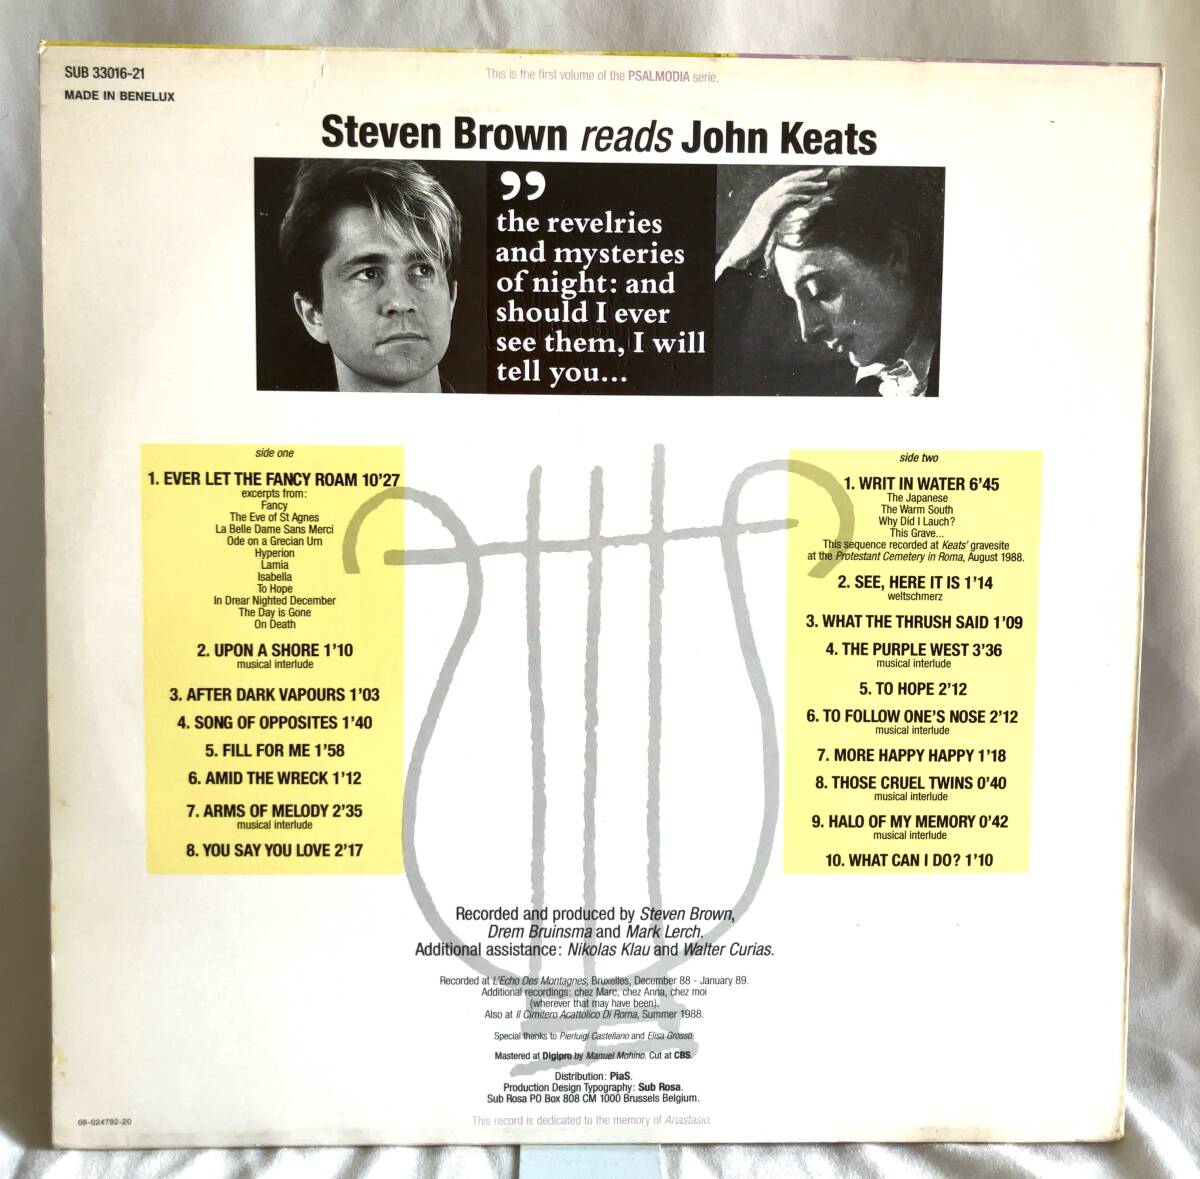 SUB 33016-21
MADE IN BENELUX
This is the first volume of the PSALMODIA serie.
Steven Brown reads John Keats
”
the revelries
and mysteries
of night: and
should I ever
see them, I will
tell you...
side one
1. EVER LET THE FANCY ROAM 10’27
excerpts from:
Fancy
The Eve of St Agnes
La Belle Dame Sans Merci
Ode on a Grecian Urn
Hyperion
Lamia
Isabella
To Hope
In Drear Nighted December
The Day is Gone
On Death
2. UPON A SHORE 1’10
musical interlude
3. AFTER DARK VAPOURS 1’03
4. SONG OF OPPOSITES 1’40
5. FILL FOR ME 1’58
6. AMID THE WRECK 1’12
7. ARMS OF MELODY 2’35
musical interlude
8. YOU SAY YOU LOVE 2’17
side two
1. WRIT IN WATER 6’45
The Japanese
The Warm South
Why Did I Lauch?
This Grave...
This sequence recorded at Keats’ gravesite
at the Protestant Cemetery in Roma, August 1988.
2. SEE, HERE IT IS 1’14
weltschmerz
3. WHAT THE THRUSH SAID 1’09
4. THE PURPLE WEST 3’36
musical interlude
5. TO HOPE 2’12
6. TO FOLLOW ONE’S NOSE 2’12
musical interlude
7. MORE HAPPY HAPPY 1’18
8. THOSE CRUEL TWINS 0’40
musical interlude
9. HALO OF MY MEMORY 0’42
musical interlude
10. WHAT CAN I DO? 1’10
Recorded and produced by Steven Brown,
Drem Bruinsma and Mark Lerch.
Additional assistance: Nikolas Klau and Walter Curias.
Recorded at L’Echo Des Montagnes, Bruxelles, December 88 - January 89.
Additional recordings: chez Marc, chez Anna, chez moi
(wherever that may have been).
Also at Il Cimitero Acattolico Di Roma, Summer 1988.
Special thanks to Pierluigi Castellano and Elisa Grosso.
Mastered at Digipro by Manuel Mohino. Cut at CBS.
Distribution: PiaS.
Production Design Typography: Sub Rosa.
Sub Rosa PO Box 808 CM 1000 Brussels Belgium.
08-024792-20
This record is dedicated to the memory of Anastasio.